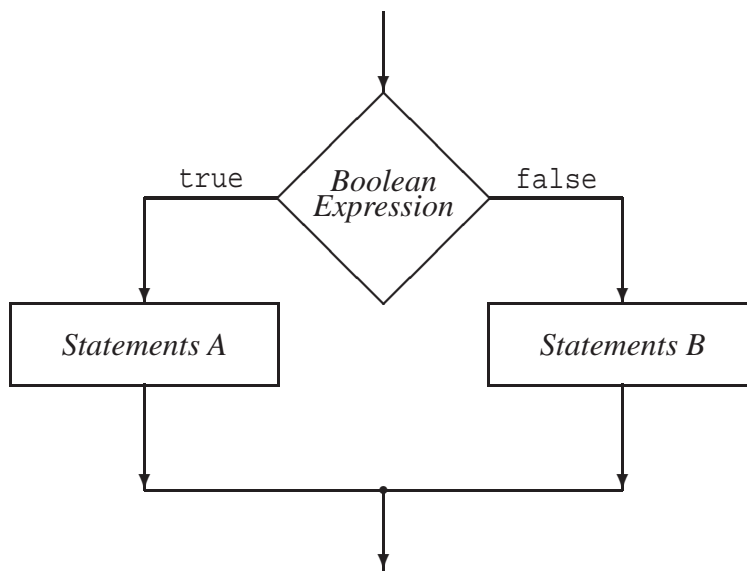 true
Boolean
Expression
false
Statements A
Statements B